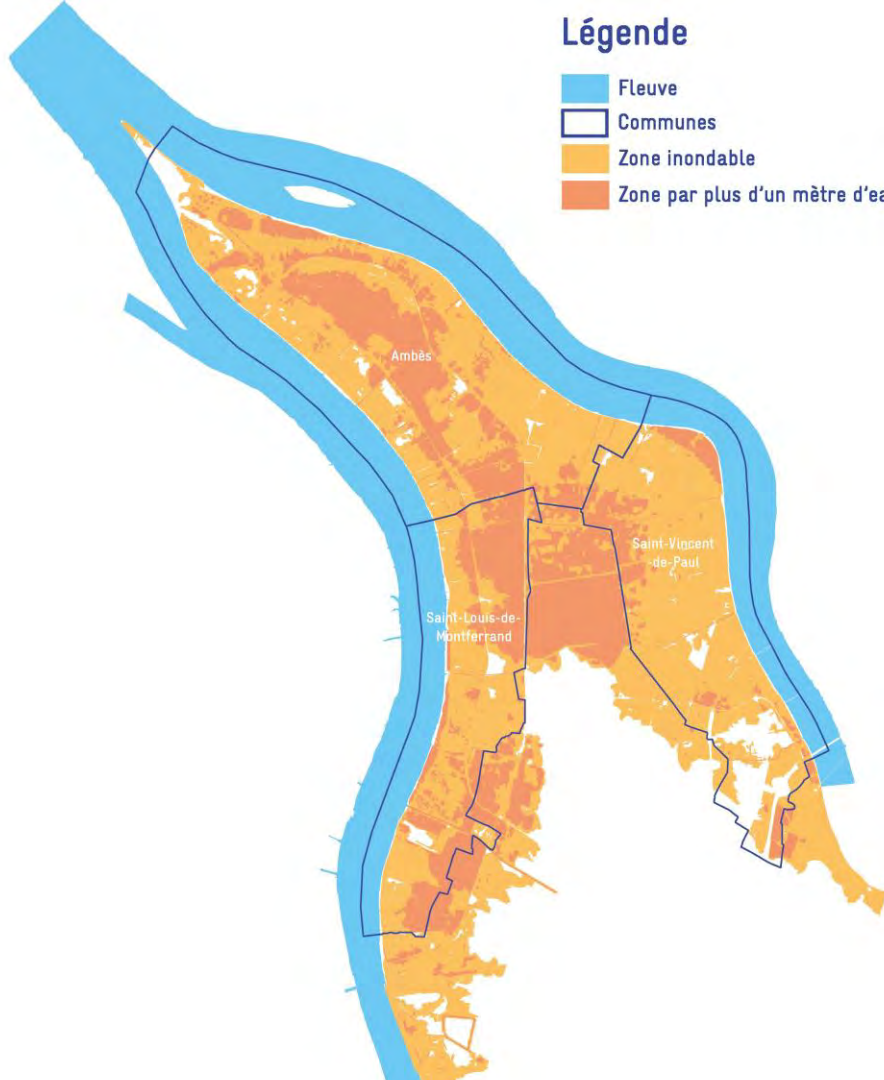 Légende
Fleuve
Communes
Zone inondable
Zone par plus d'un mètre d'ea
Ambès
Saint-Vincent
-de-Paul
Saint-Louis-de-
Montferrand